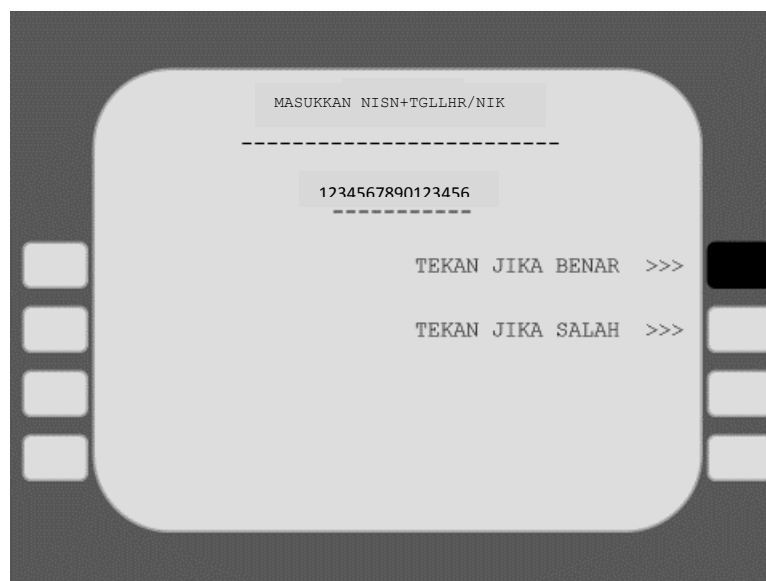 MASUKKAN NISN+TGLLHR/NIK
-------------------------
1234567890123456
-----------
TEKAN JIKA BENAR >>>
TEKAN JIKA SALAH >>>